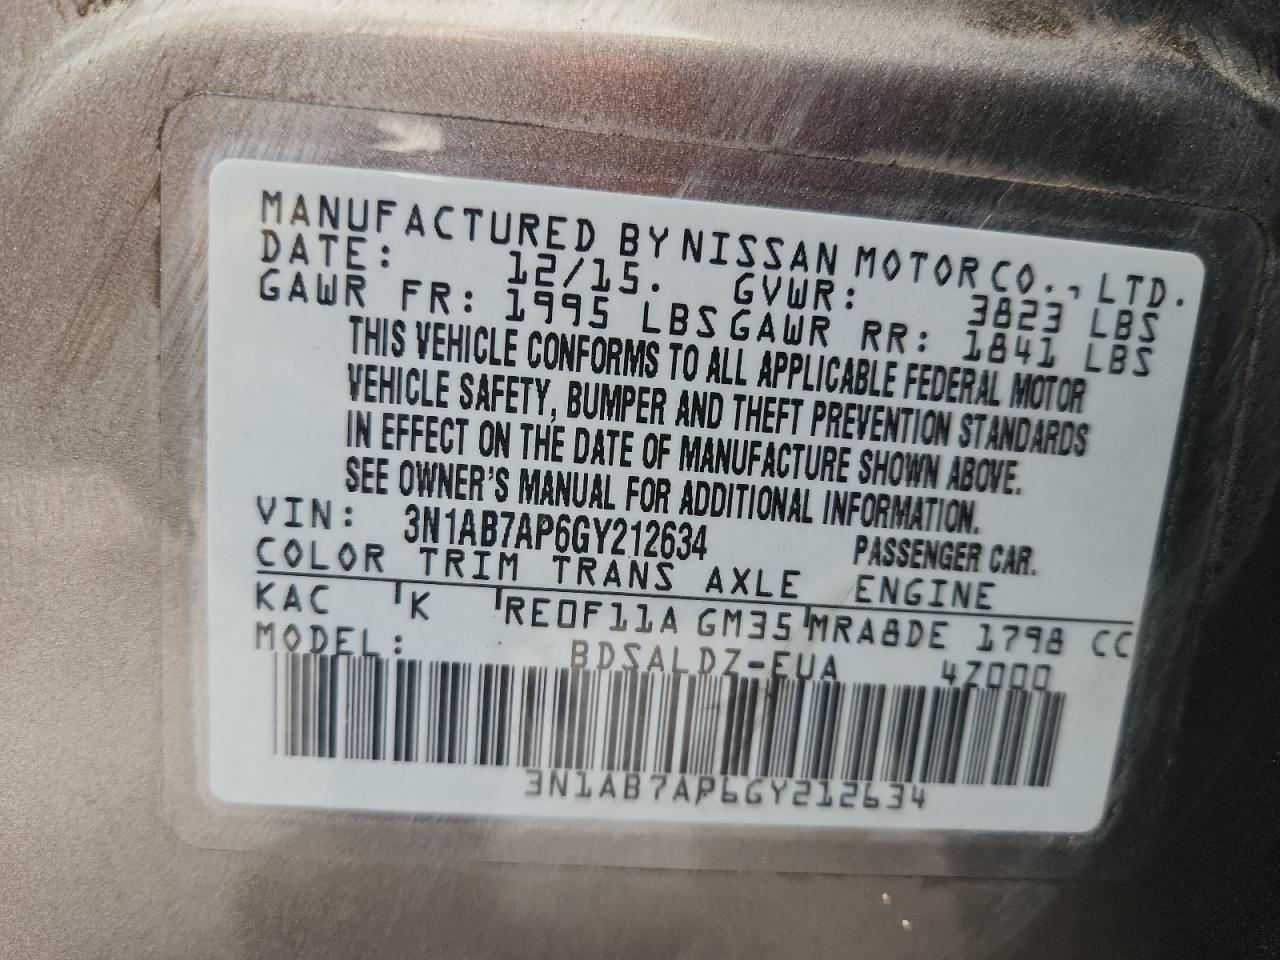 MANUFACTURED BY NISSAN MOTOR CO., LTD.
DATE: 12/15. GVWR: 3823 LBS
GAWR FR: 1995 LBS GAWR RR: 1841 LBS
THIS VEHICLE CONFORMS TO ALL APPLICABLE FEDERAL MOTOR
VEHICLE SAFETY, BUMPER AND THEFT PREVENTION STANDARDS
IN EFFECT ON THE DATE OF MANUFACTURE SHOWN ABOVE.
SEE OWNER'S MANUAL FOR ADDITIONAL INFORMATION.
VIN: 3N1AB7AP6GY212634 PASSENGER CAR.
COLOR TRIM TRANS AXLE ENGINE
KAC K RE0F11A GM35 MRA8DE 1798 CC
MODEL: BDSALDZ-EUA 4Z000
3N1AB7AP6GY212634